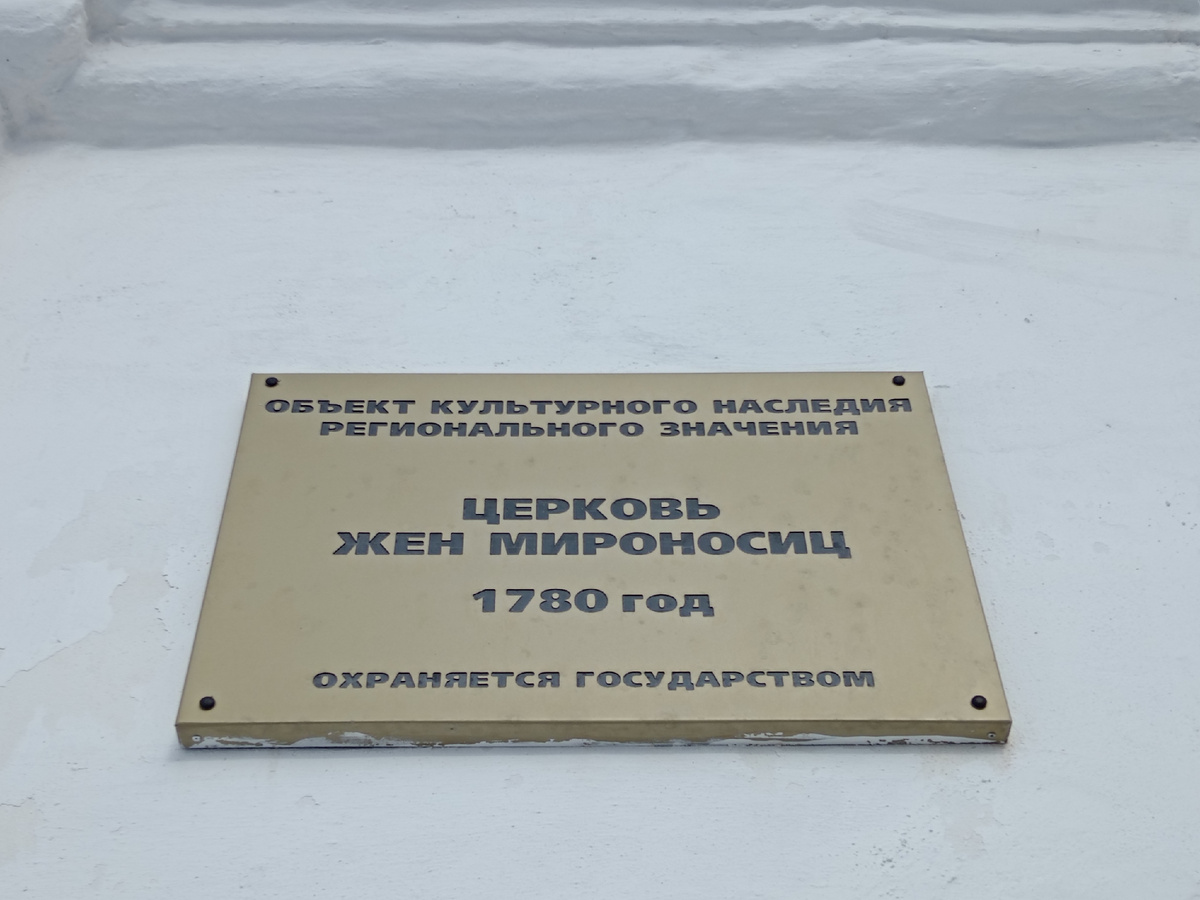 ОБЪЕКТ КУЛЬТУРНОГО НАСЛЕДИЯ
РЕГИОНАЛЬНОГО ЗНАЧЕНИЯ
ЦЕРКОВЬ
ЖЕН МИРОНОСИЦ
1780 год
ОХРАНЯЕТСЯ ГОСУДАРСТВОМ